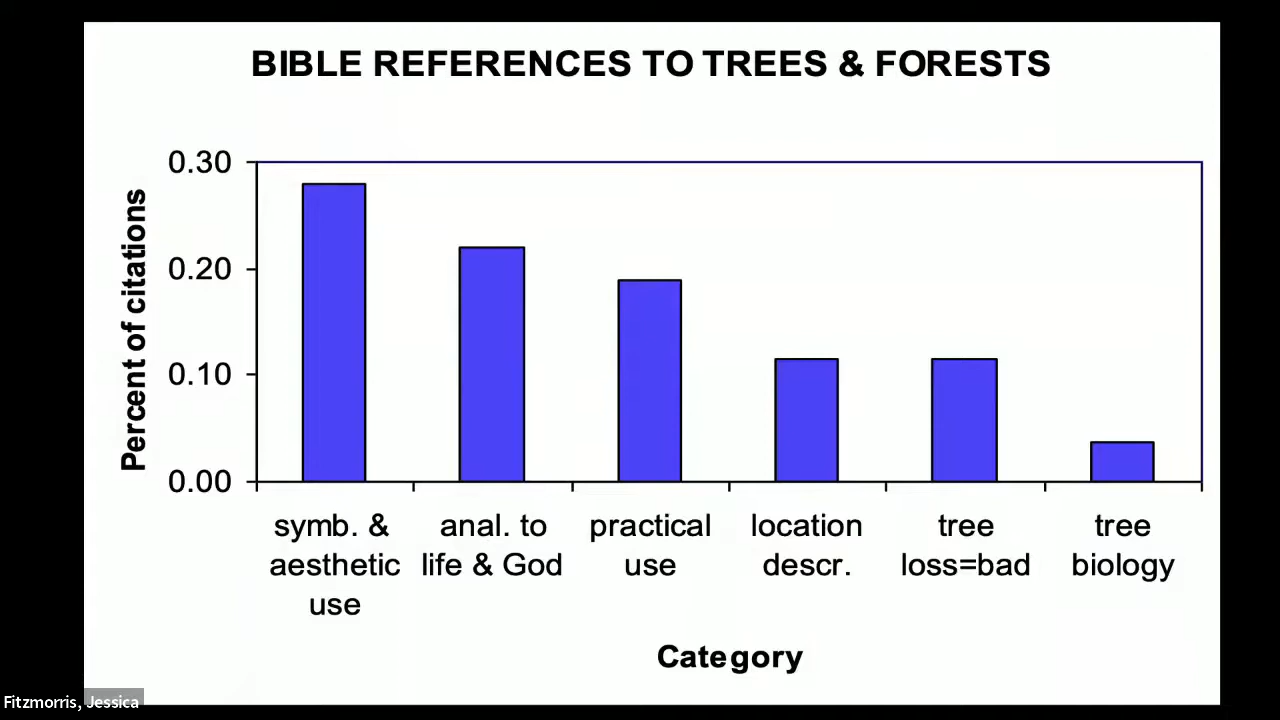 BIBLE REFERENCES TO TREES & FORESTS
Percent of citations
0.30
0.20
0.10
0.00
symb. & aesthetic use
anal. to life & God
practical use
location descr.
tree loss=bad
tree biology
Category
Fitzmorris, Jessica